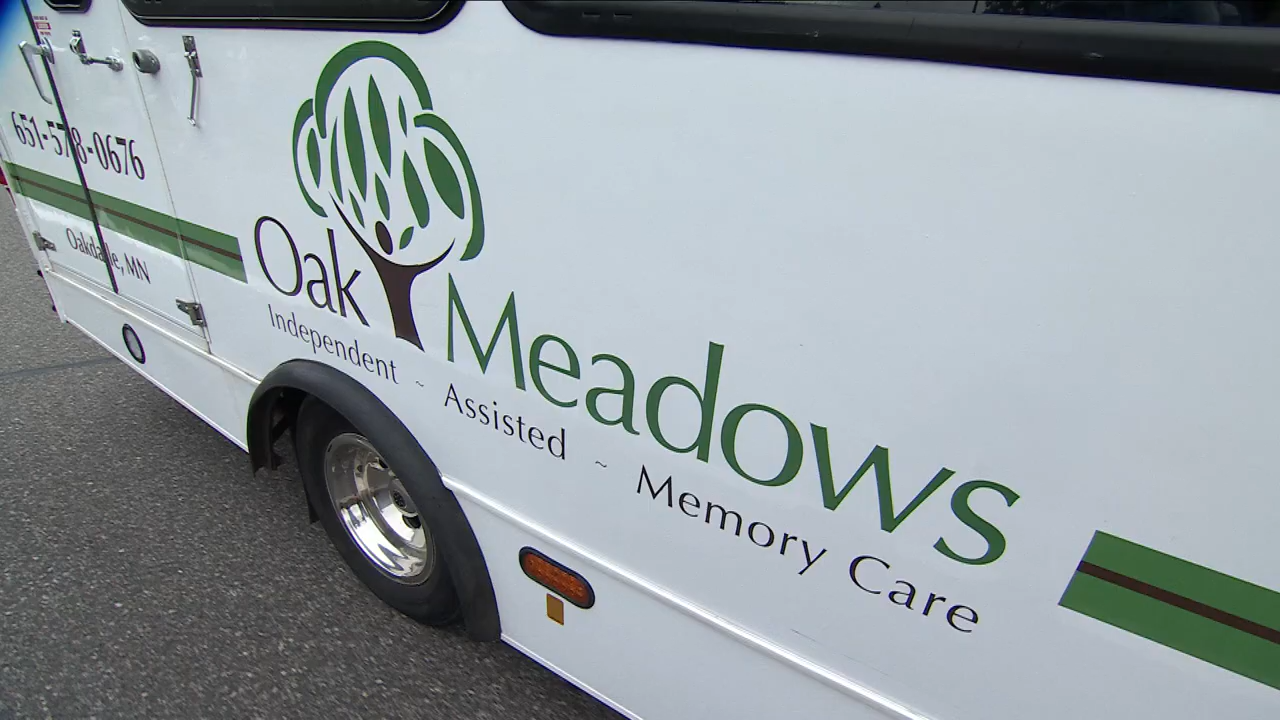 651-578-0676
Oakdale, MN
Oak Meadows
Independent ~ Assisted ~ Memory Care